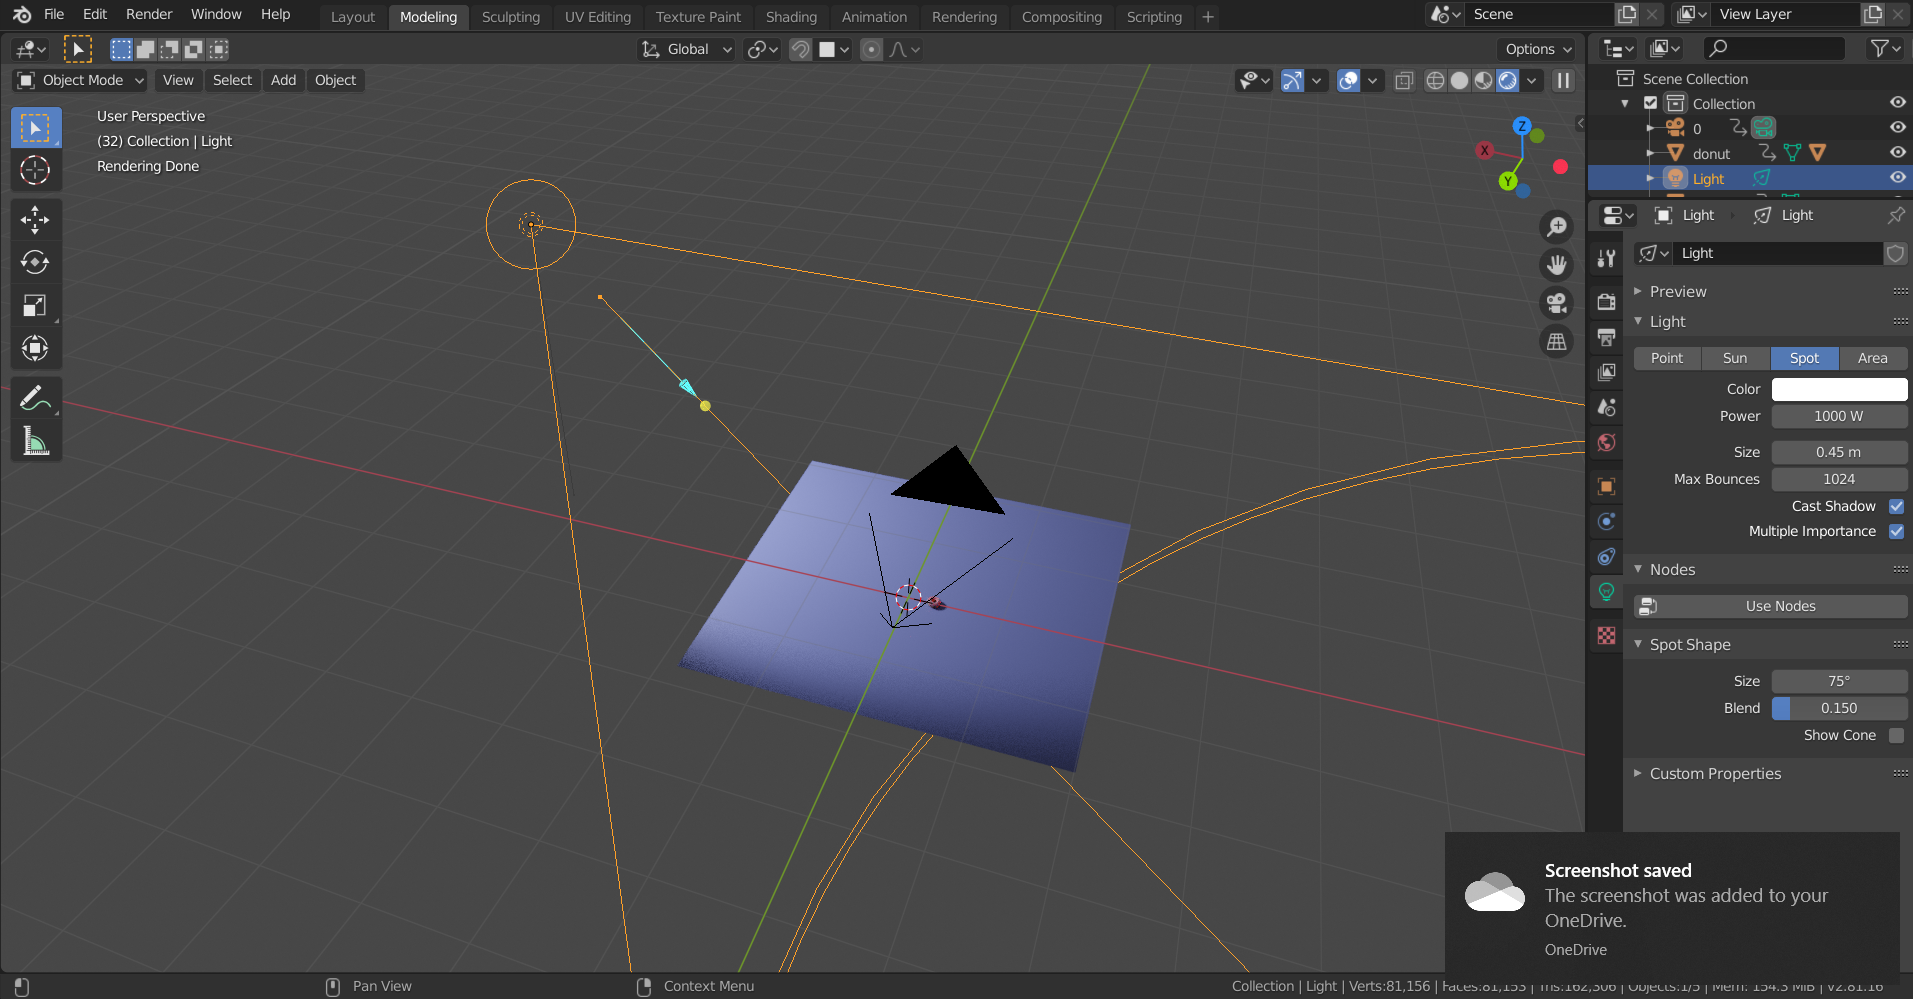 File Edit Render Window Help Layout Modeling Sculpting UV Editing Texture Paint Shading Animation Rendering Compositing Scripting + Scene View Layer
Global Options
Object Mode View Select Add Object
User Perspective
(32) Collection | Light
Rendering Done
Z
X
Y
Scene Collection
Collection
0
donut
Light
Light Light
Light
Preview
Light
Point Sun Spot Area
Color
Power 1000 W
Size 0.45 m
Max Bounces 1024
Cast Shadow
Multiple Importance
Nodes
Use Nodes
Spot Shape
Size 75°
Blend 0.150
Show Cone
Custom Properties
Screenshot saved
The screenshot was added to your
OneDrive.
OneDrive
Pan View Context Menu Collection | Light | Verts:81,156 | Faces:81,153 | Tris:162,306 | Objects:1/5 | Mem: 154.3 MiB | v2.81.16